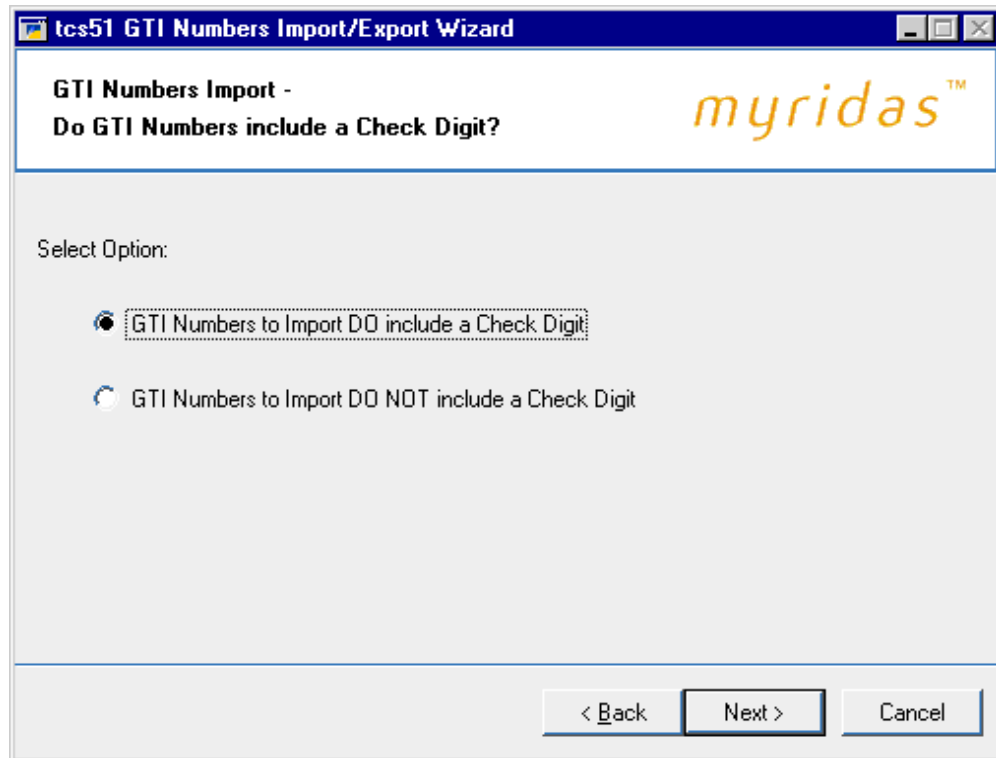 tcs51 GTI Numbers Import/Export Wizard
GTI Numbers Import -
Do GTI Numbers include a Check Digit?
myridas™
Select Option:
GTI Numbers to Import DO include a Check Digit
GTI Numbers to Import DO NOT include a Check Digit
< Back Next > Cancel